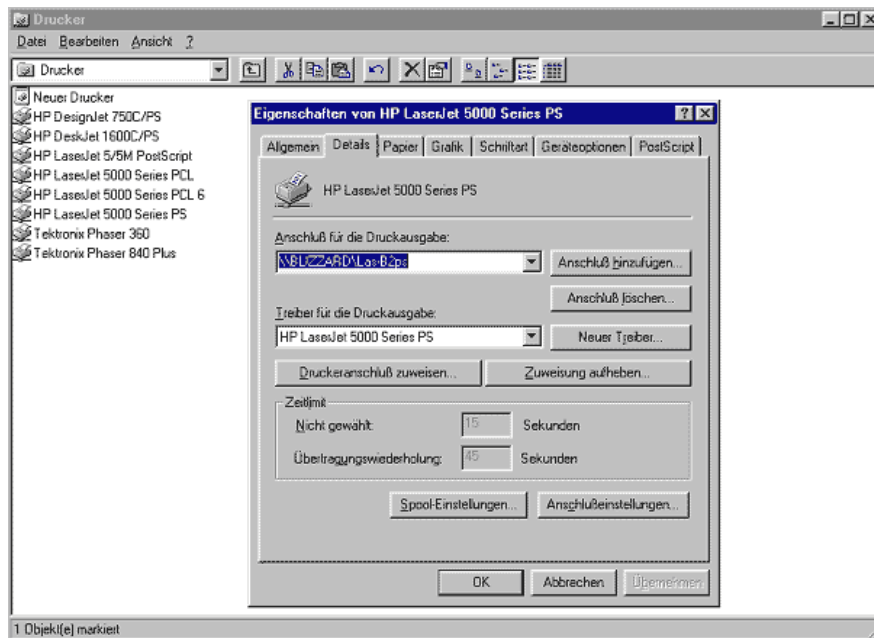 Drucker
Datei Bearbeiten Ansicht ?
Drucker
Neuer Drucker
HP DesignJet 750C/PS
HP DeskJet 1600C/PS
HP LaserJet 5/5M PostScript
HP LaserJet 5000 Series PCL
HP LaserJet 5000 Series PCL 6
HP LaserJet 5000 Series PS
Tektronix Phaser 360
Tektronix Phaser 840 Plus
Eigenschaften von HP LaserJet 5000 Series PS
Allgemein Details Papier Grafik Schriftart Geräteoptionen PostScript
HP LaserJet 5000 Series PS
Anschluß für die Druckausgabe:
\\BLIZZARD\Las-B2ps Anschluß hinzufügen...
Anschluß löschen...
Treiber für die Druckausgabe:
HP LaserJet 5000 Series PS Neuer Treiber...
Druckeranschluß zuweisen... Zuweisung aufheben...
Zeitlimit
Nicht gewählt: 15 Sekunden
Übertragungswiederholung: 45 Sekunden
Spool-Einstellungen... Anschlußeinstellungen...
OK Abbrechen Übernehmen
1 Objekt(e) markiert